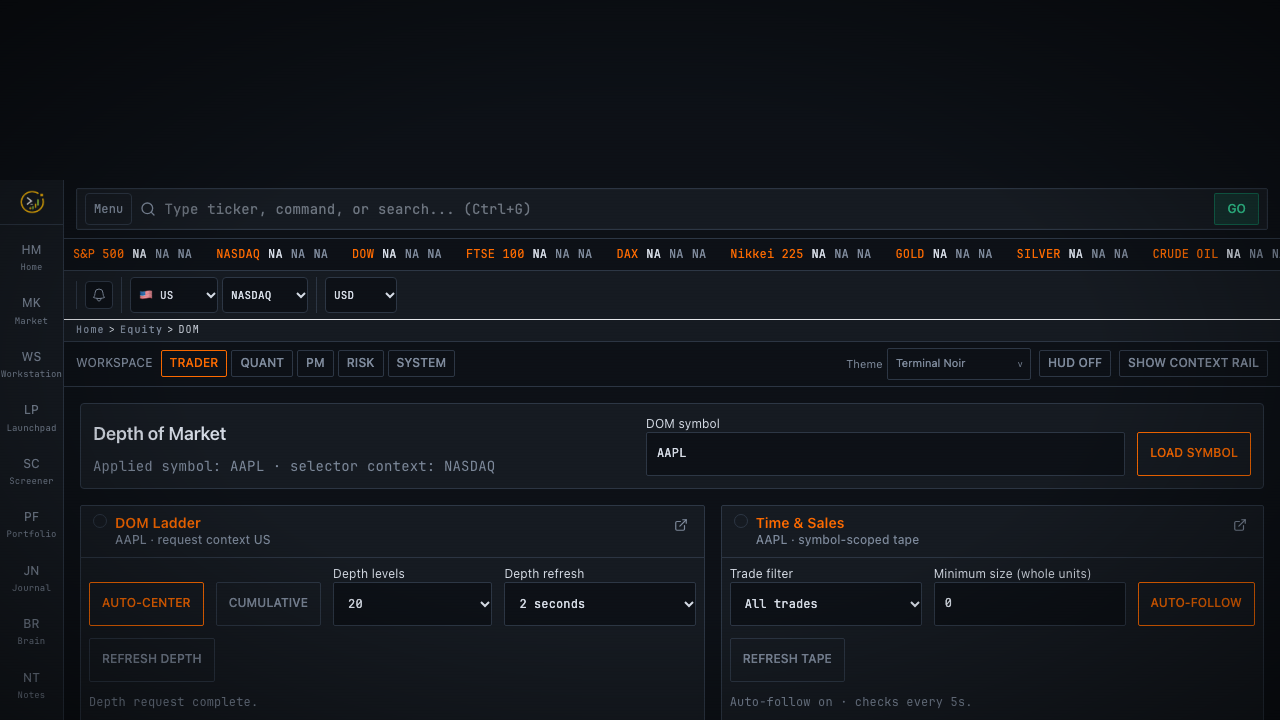 Menu
Type ticker, command, or search... (Ctrl+G)
GO
S&P 500 NA NA NA NASDAQ NA NA NA DOW NA NA NA FTSE 100 NA NA NA DAX NA NA NA Nikkei 225 NA NA NA GOLD NA NA NA SILVER NA NA NA CRUDE OIL NA NA N
US NASDAQ USD
Home > Equity > DOM
WORKSPACE TRADER QUANT PM RISK SYSTEM Theme Terminal Noir v HUD OFF SHOW CONTEXT RAIL
HM
Home
MK
Market
WS
Workstation
LP
Launchpad
SC
Screener
PF
Portfolio
JN
Journal
BR
Brain
NT
Notes
Depth of Market
Applied symbol: AAPL · selector context: NASDAQ
DOM symbol
AAPL
LOAD SYMBOL
DOM Ladder
AAPL · request context US
AUTO-CENTER
CUMULATIVE
Depth levels
20
Depth refresh
2 seconds
REFRESH DEPTH
Depth request complete.
Time & Sales
AAPL · symbol-scoped tape
Trade filter
All trades
Minimum size (whole units)
0
AUTO-FOLLOW
REFRESH TAPE
Auto-follow on · checks every 5s.